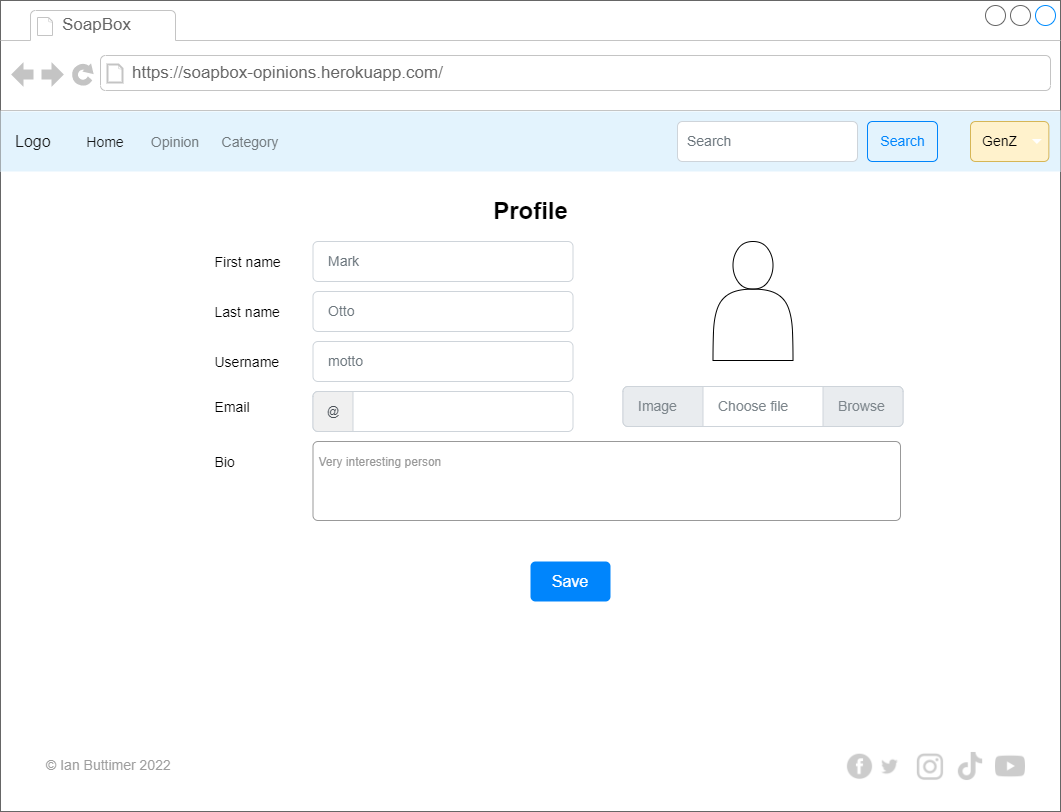 SoapBox
https://soapbox-opinions.herokuapp.com/
Logo Home Opinion Category Search Search GenZ
Profile
First name Mark
Last name Otto
Username motto
Email @
Image Choose file Browse
Bio Very interesting person
Save
© Ian Buttimer 2022